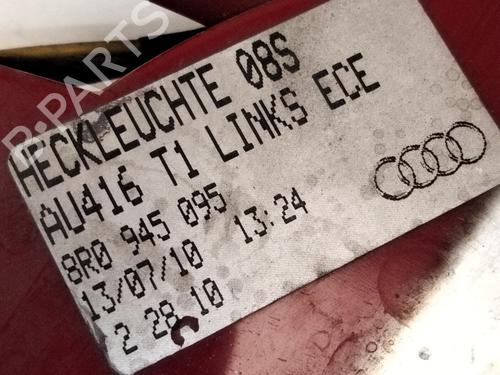 B-PARTS
HECKLEUCHTE 08S
AU416 T1 LINKS ECE
8R0 945 095
13/07/10 13:24
2 28 10